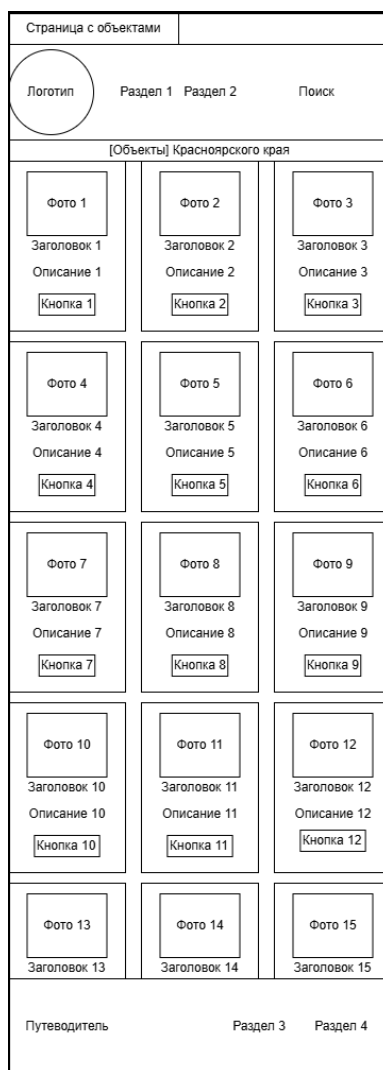 Страница с объектами
Логотип Раздел 1 Раздел 2 Поиск
[Объекты] Красноярского края
Фото 1 Фото 2 Фото 3
Заголовок 1 Заголовок 2 Заголовок 3
Описание 1 Описание 2 Описание 3
Кнопка 1 Кнопка 2 Кнопка 3
Фото 4 Фото 5 Фото 6
Заголовок 4 Заголовок 5 Заголовок 6
Описание 4 Описание 5 Описание 6
Кнопка 4 Кнопка 5 Кнопка 6
Фото 7 Фото 8 Фото 9
Заголовок 7 Заголовок 8 Заголовок 9
Описание 7 Описание 8 Описание 9
Кнопка 7 Кнопка 8 Кнопка 9
Фото 10 Фото 11 Фото 12
Заголовок 10 Заголовок 11 Заголовок 12
Описание 10 Описание 11 Описание 12
Кнопка 10 Кнопка 11 Кнопка 12
Фото 13 Фото 14 Фото 15
Заголовок 13 Заголовок 14 Заголовок 15
Путеводитель Раздел 3 Раздел 4